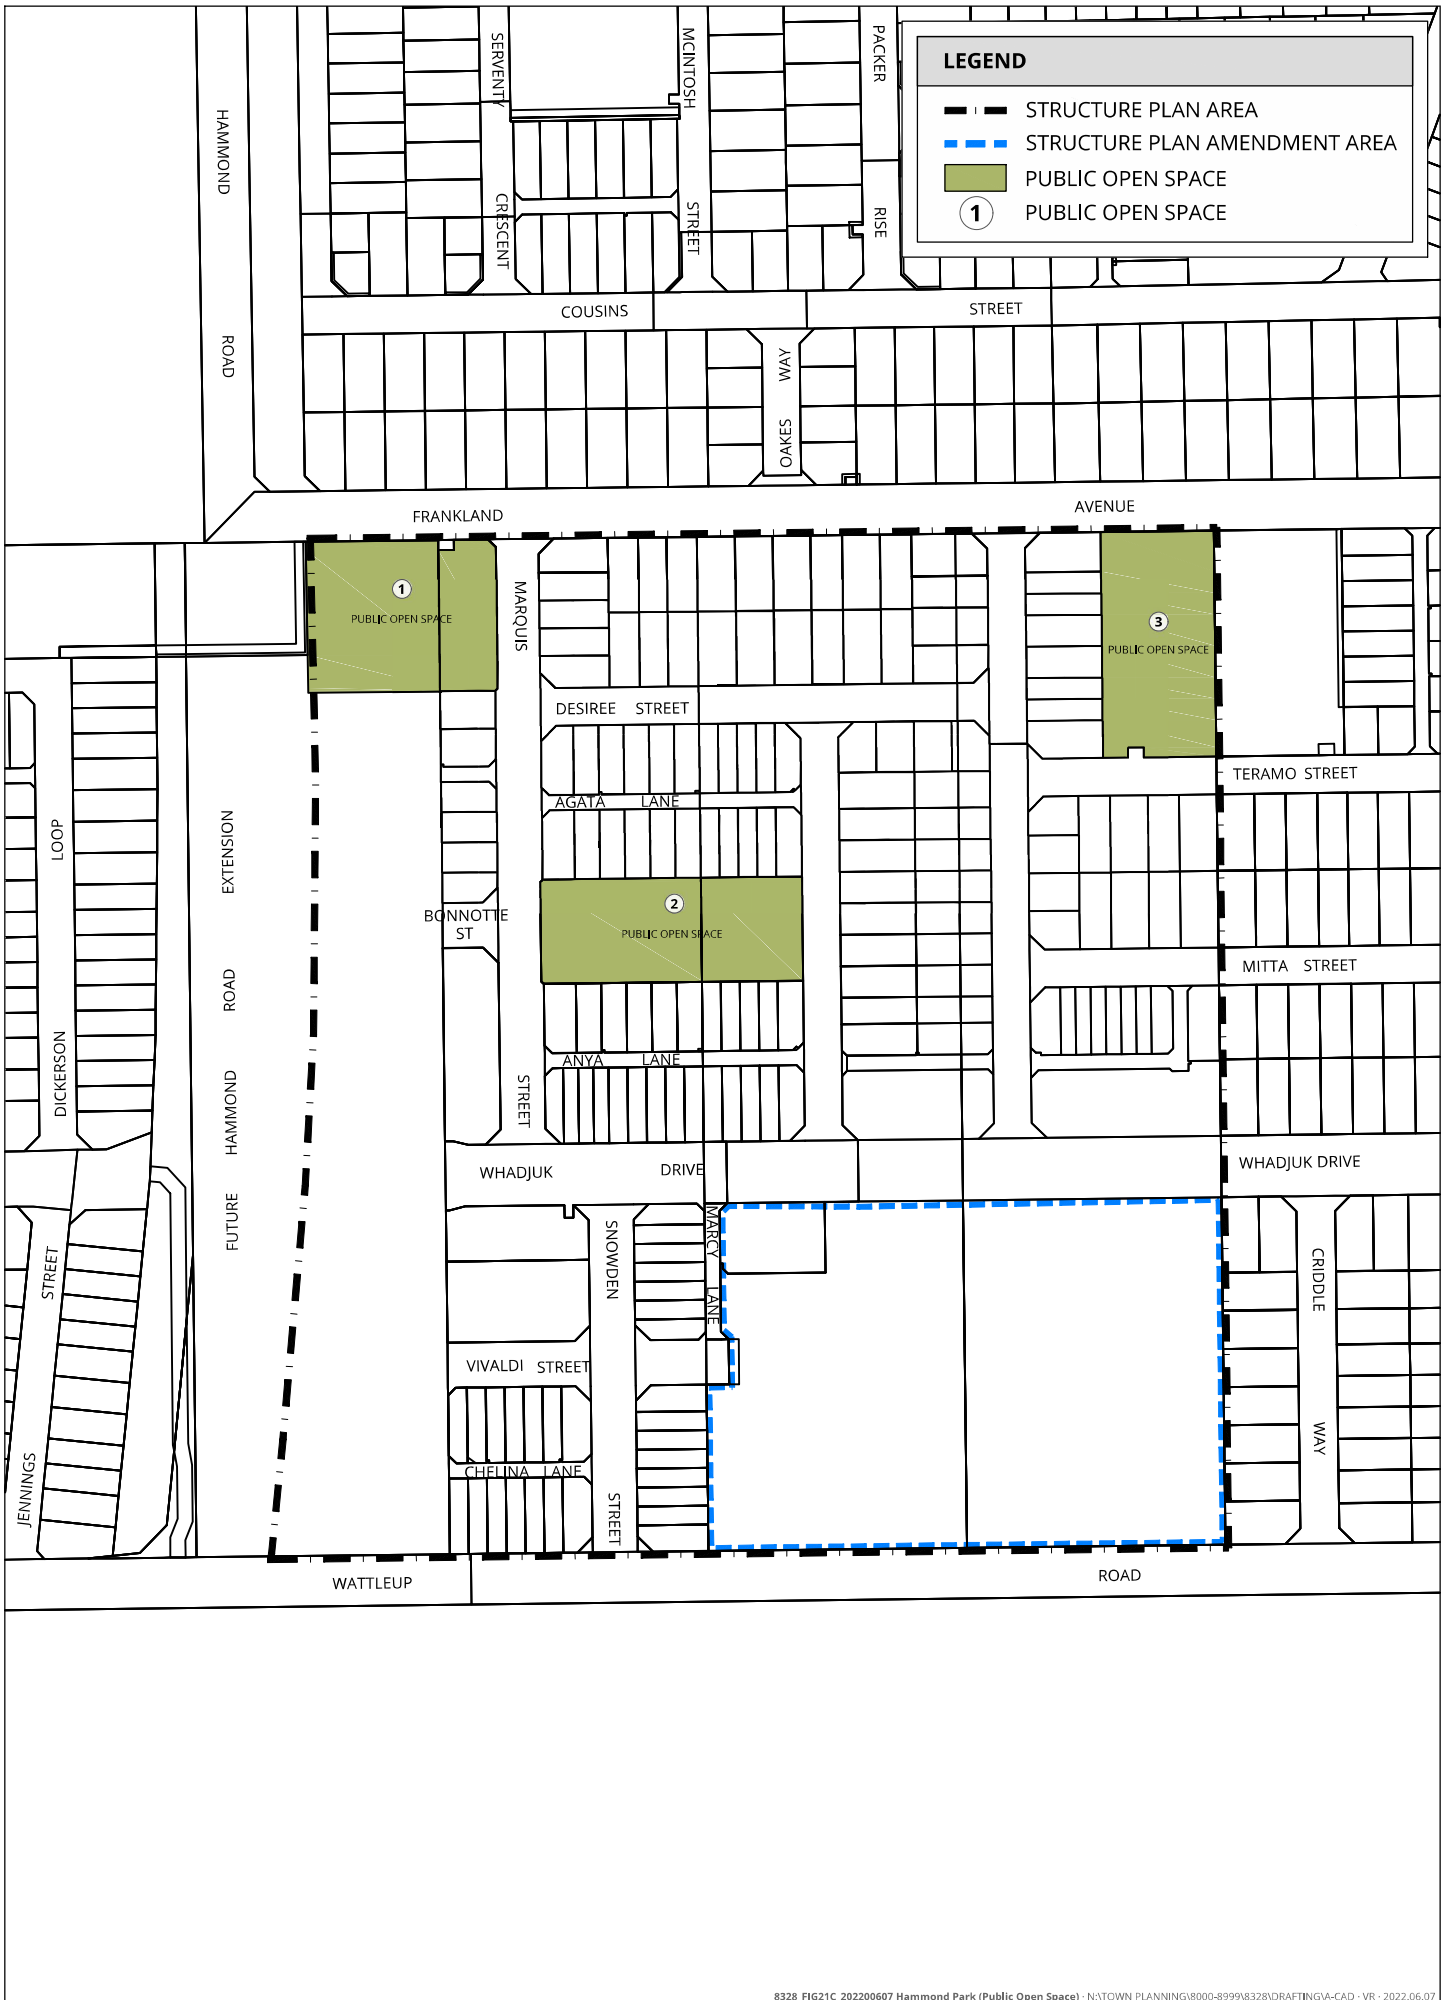 LEGEND
STRUCTURE PLAN AREA
STRUCTURE PLAN AMENDMENT AREA
PUBLIC OPEN SPACE
1 PUBLIC OPEN SPACE
HAMMOND
ROAD
SERVENTY
CRESCENT
MCINTOSH
STREET
PACKER
RISE
COUSINS STREET
OAKES WAY
FRANKLAND AVENUE
1
PUBLIC OPEN SPACE
MARQUIS
STREET
3
PUBLIC OPEN SPACE
DESIREE STREET
TERAMO STREET
AGATA LANE
DICKERSON LOOP
FUTURE HAMMOND ROAD EXTENSION
2
PUBLIC OPEN SPACE
BONNOTTE
ST
MITTA STREET
ANYA LANE
WHADJUK DRIVE
WHADJUK DRIVE
MARCY LANE
SNOWDEN
STREET
CRIDDLE
WAY
JENNINGS STREET
VIVALDI STREET
CHELINA LANE
WATTLEUP ROAD
8328_FIG21C_202200607 Hammond Park (Public Open Space) · N:\TOWN PLANNING\8000-8999\8328\DRAFTING\A-CAD · VR · 2022.06.07